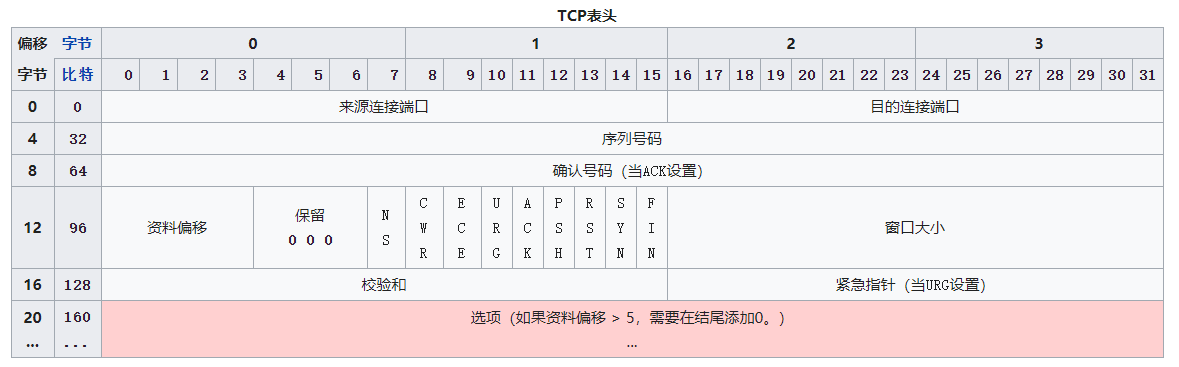 TCP表头
偏移 字节 0 1 2 3
字节 比特 0 1 2 3 4 5 6 7 8 9 10 11 12 13 14 15 16 17 18 19 20 21 22 23 24 25 26 27 28 29 30 31
0 0 来源连接端口 目的连接端口
4 32 序列号码
8 64 确认号码（当ACK设置）
12 96 资料偏移 保留 0 0 0 NS CWR ECE URG ACK PSH RST SYN FIN 窗口大小
16 128 校验和 紧急指针（当URG设置）
20 160 选项（如果资料偏移 > 5，需要在结尾添加0。）
... ... ...